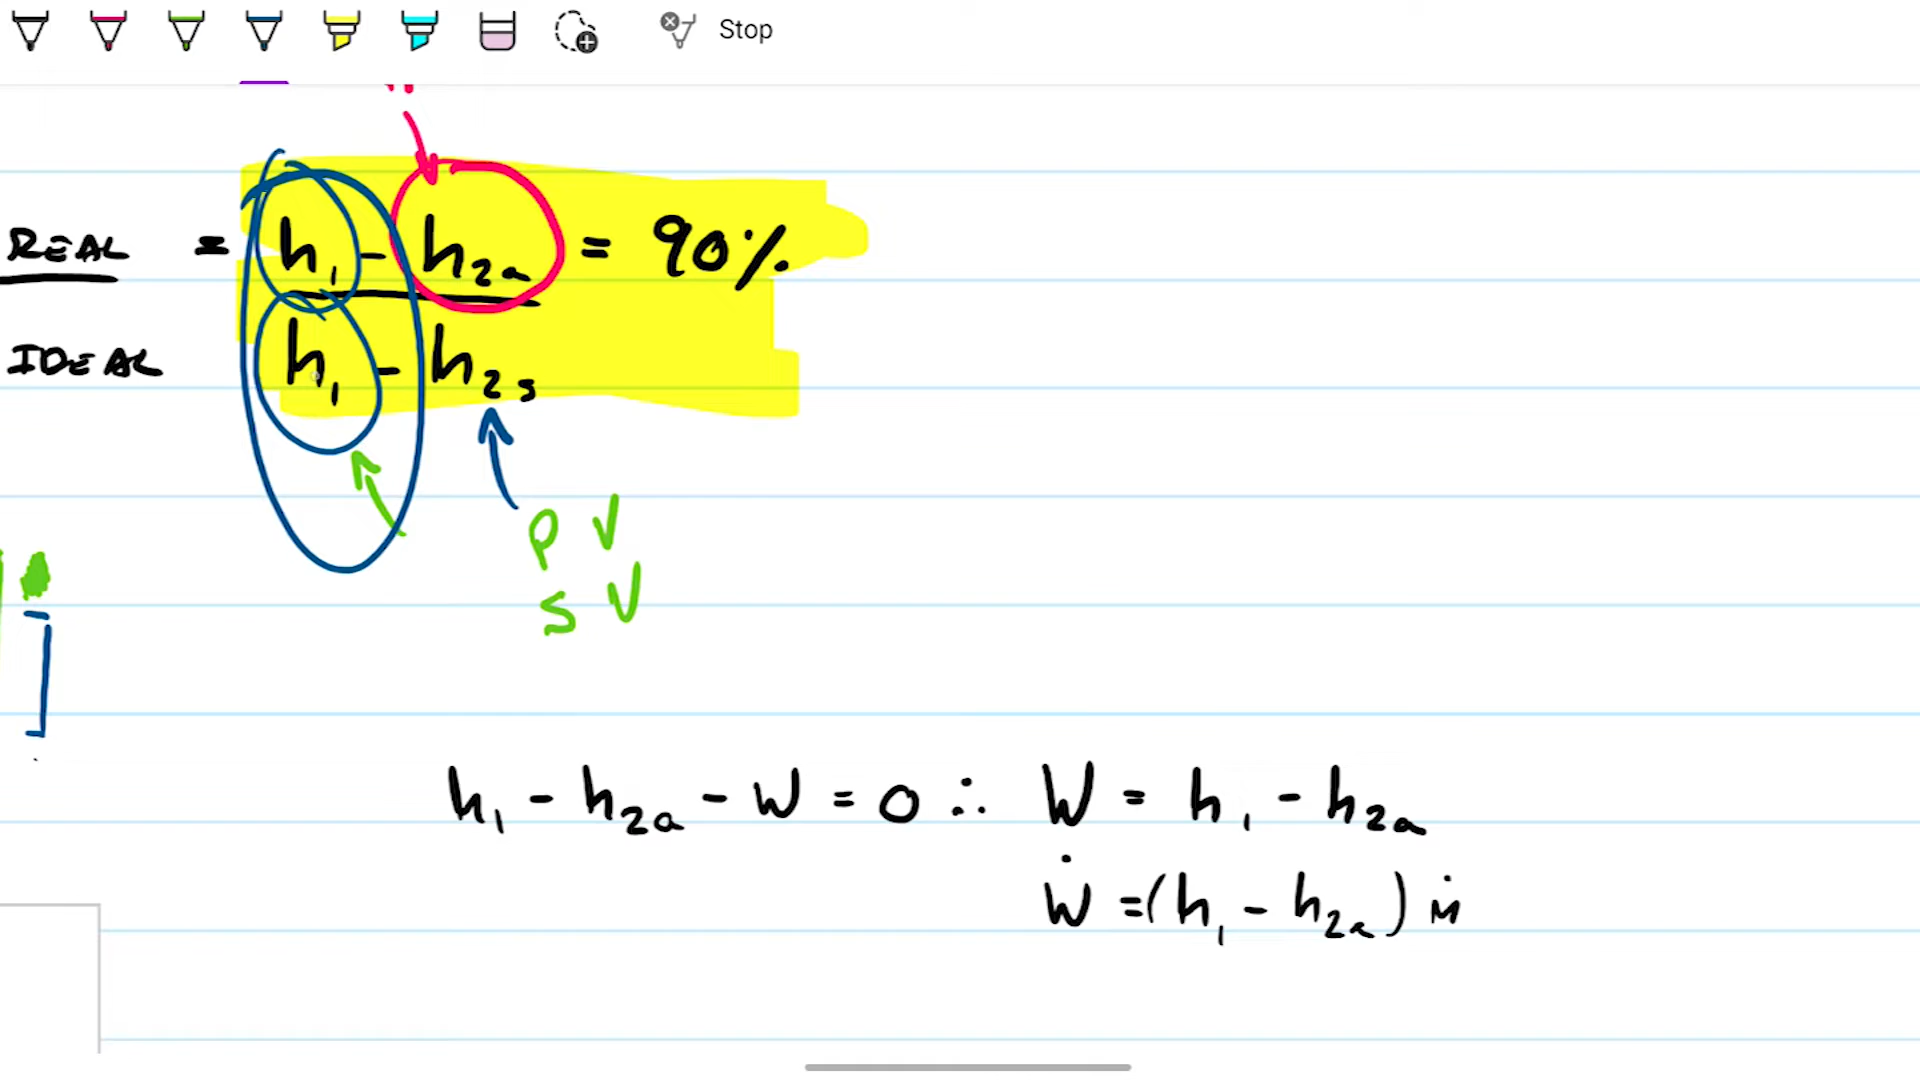 Stop
REAL = h₁ - h₂ₐ = 90%
IDEAL h₁ - h₂ₛ
P √
S √
h₁ - h₂ₐ - W = 0 ∴ W = h₁ - h₂ₐ
Ẇ = (h₁ - h₂ₐ) ṁ